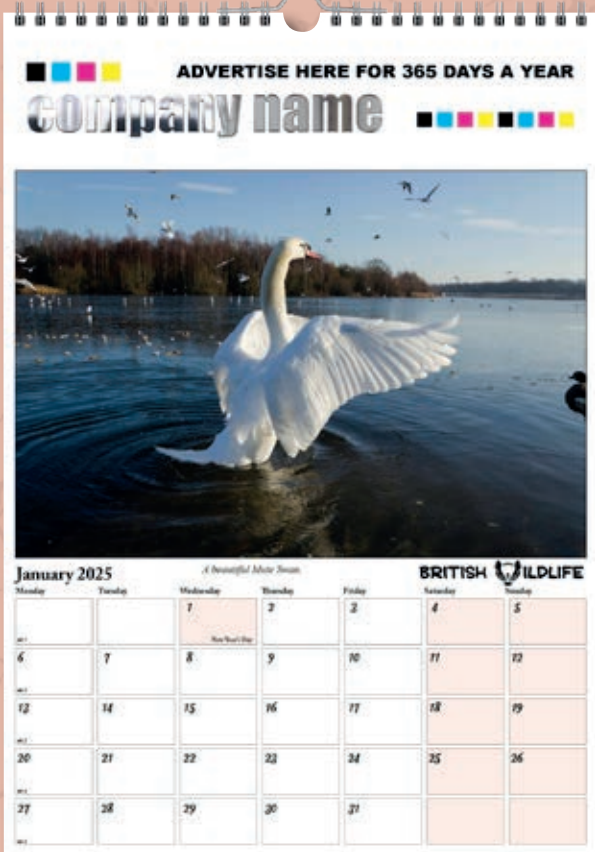 ADVERTISE HERE FOR 365 DAYS A YEAR
company name
January 2025
A beautiful Mute Swan.
BRITISH WILDLIFE
Monday Tuesday Wednesday Thursday Friday Saturday Sunday
1 2 3 4 5
New Year's Day
6 7 8 9 10 11 12
13 14 15 16 17 18 19
20 21 22 23 24 25 26
27 28 29 30 31